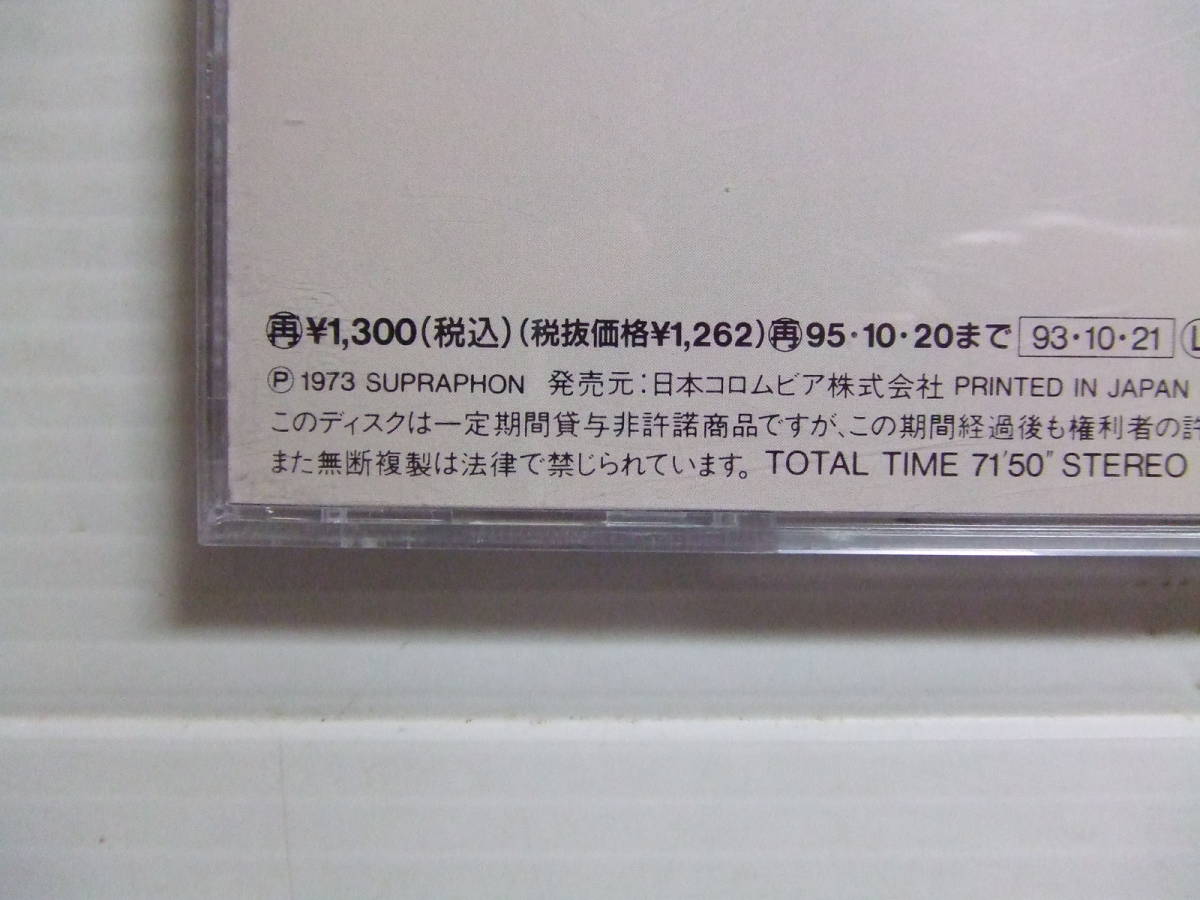 再¥1,300(税込)(税抜価格¥1,262)再95・10・20まで 93・10・21 Ⓛ
Ⓟ 1973 SUPRAPHON 発売元:日本コロムビア株式会社 PRINTED IN JAPAN
このディスクは一定期間貸与非許諾商品ですが、この期間経過後も権利者の許
また無断複製は法律で禁じられています。TOTAL TIME 71'50" STEREO